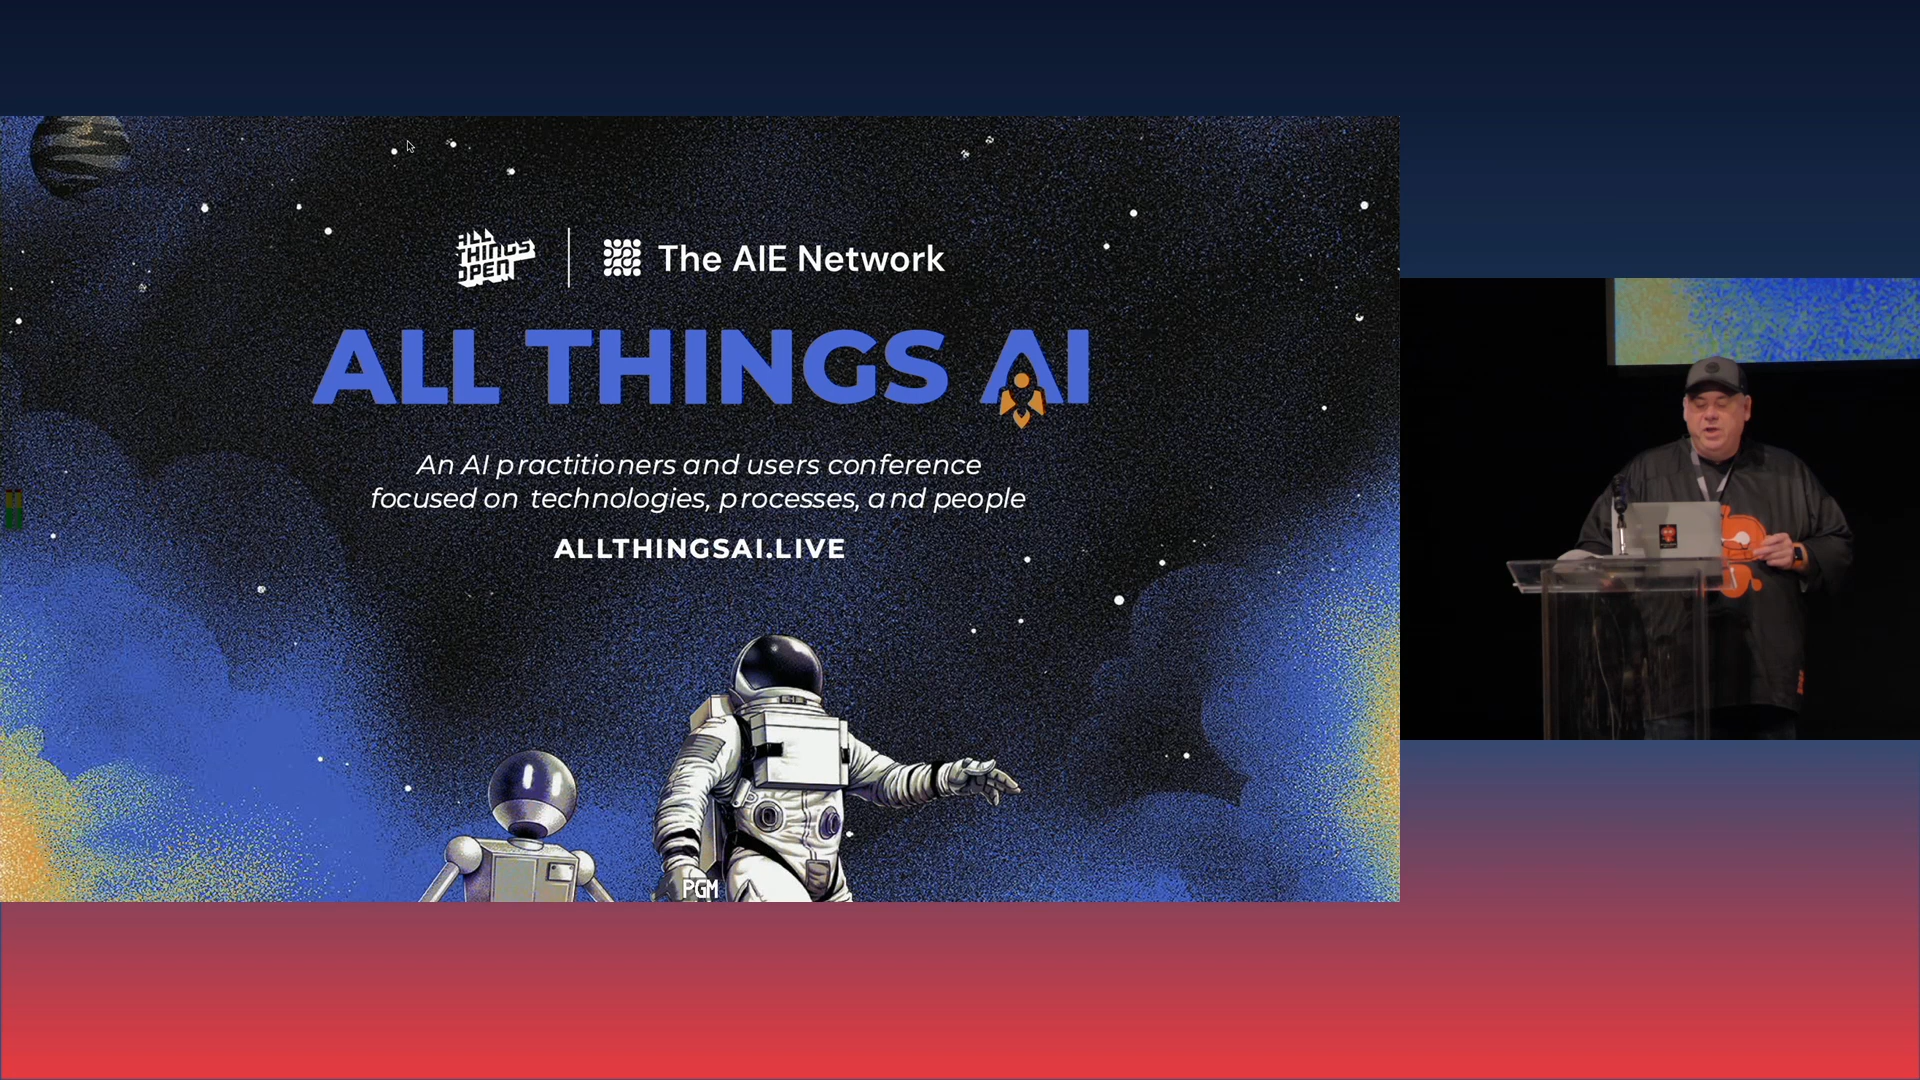 ALL
THINGS
OPEN
The AIE Network
ALL THINGS AI
An AI practitioners and users conference
focused on technologies, processes, and people
ALLTHINGSAI.LIVE
PGM